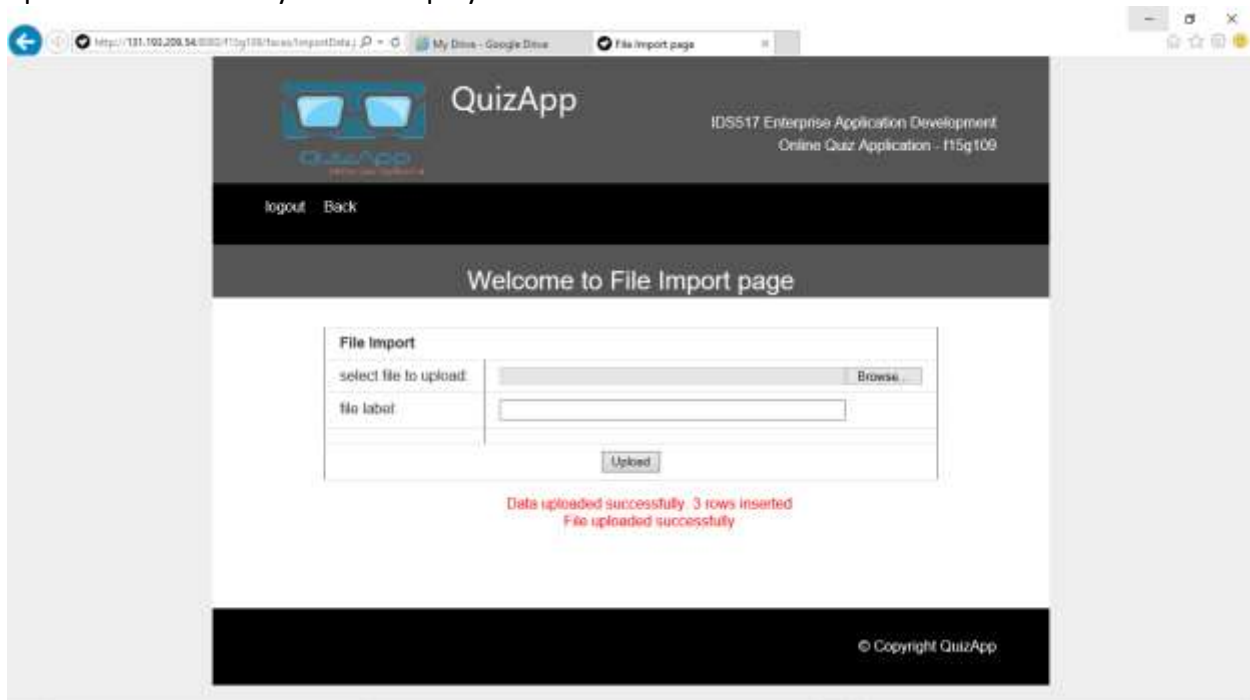 My Drive - Google Drive
File Import page
QuizApp
IDS517 Enterprise Application Development
Online Quiz Application - f15g109
QuizApp
logout Back
Welcome to File Import page
File Import
select file to upload:
Browse...
file label:
Upload
Data uploaded successfully. 3 rows inserted
File uploaded successfully
© Copyright QuizApp